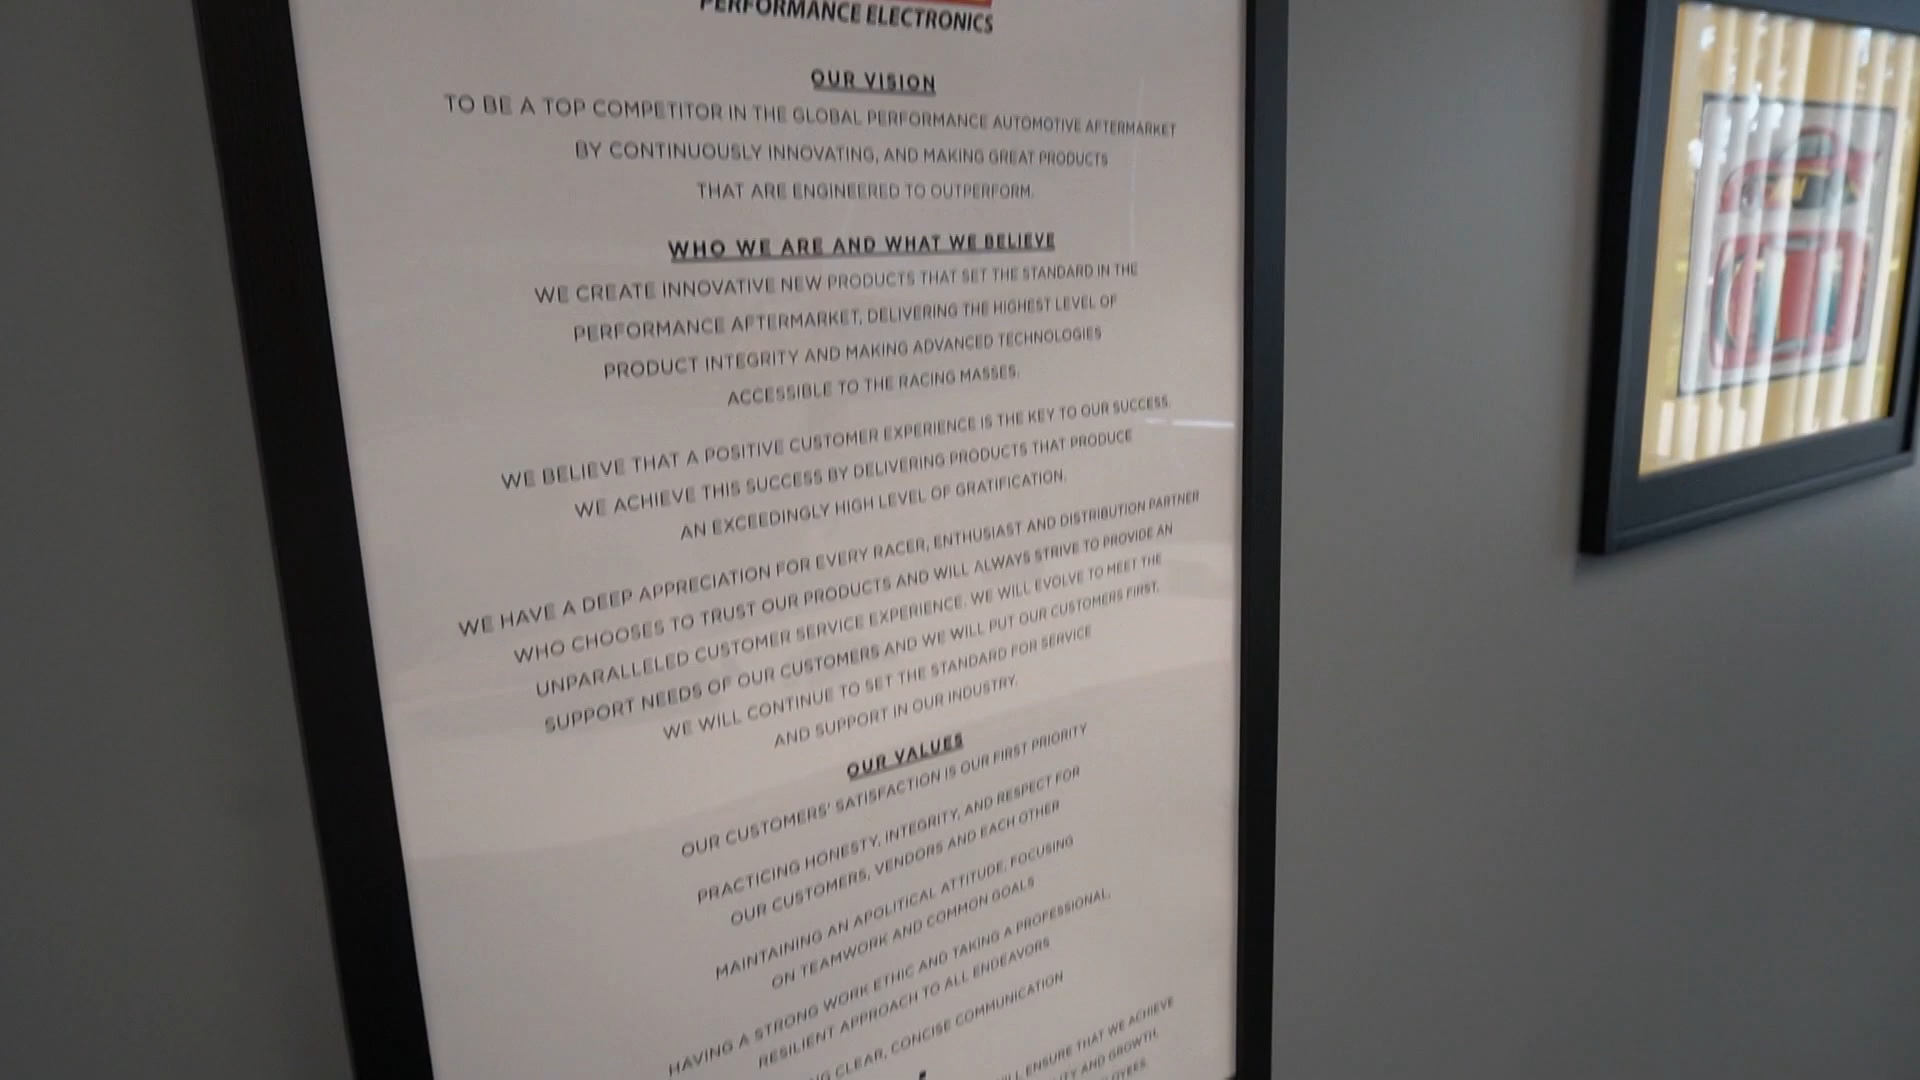 PERFORMANCE ELECTRONICS
OUR VISION
TO BE A TOP COMPETITOR IN THE GLOBAL PERFORMANCE AUTOMOTIVE AFTERMARKET
BY CONTINUOUSLY INNOVATING, AND MAKING GREAT PRODUCTS
THAT ARE ENGINEERED TO OUTPERFORM.
WHO WE ARE AND WHAT WE BELIEVE
WE CREATE INNOVATIVE NEW PRODUCTS THAT SET THE STANDARD IN THE
PERFORMANCE AFTERMARKET, DELIVERING THE HIGHEST LEVEL OF
PRODUCT INTEGRITY AND MAKING ADVANCED TECHNOLOGIES
ACCESSIBLE TO THE RACING MASSES.
WE BELIEVE THAT A POSITIVE CUSTOMER EXPERIENCE IS THE KEY TO OUR SUCCESS.
WE ACHIEVE THIS SUCCESS BY DELIVERING PRODUCTS THAT PRODUCE
AN EXCEEDINGLY HIGH LEVEL OF GRATIFICATION.
WE HAVE A DEEP APPRECIATION FOR EVERY RACER, ENTHUSIAST AND DISTRIBUTION PARTNER
WHO CHOOSES TO TRUST OUR PRODUCTS AND WILL ALWAYS STRIVE TO PROVIDE AN
UNPARALLELED CUSTOMER SERVICE EXPERIENCE. WE WILL EVOLVE TO MEET THE
SUPPORT NEEDS OF OUR CUSTOMERS AND WE WILL PUT OUR CUSTOMERS FIRST.
WE WILL CONTINUE TO SET THE STANDARD FOR SERVICE
AND SUPPORT IN OUR INDUSTRY.
OUR VALUES
OUR CUSTOMERS' SATISFACTION IS OUR FIRST PRIORITY
PRACTICING HONESTY, INTEGRITY, AND RESPECT FOR
OUR CUSTOMERS, VENDORS AND EACH OTHER
MAINTAINING AN APOLITICAL ATTITUDE, FOCUSING
ON TEAMWORK AND COMMON GOALS
HAVING A STRONG WORK ETHIC AND TAKING A PROFESSIONAL,
RESILIENT APPROACH TO ALL ENDEAVORS
CLEAR, CONCISE COMMUNICATION
ENSURE THAT WE ACHIEVE
AND GROWTH,